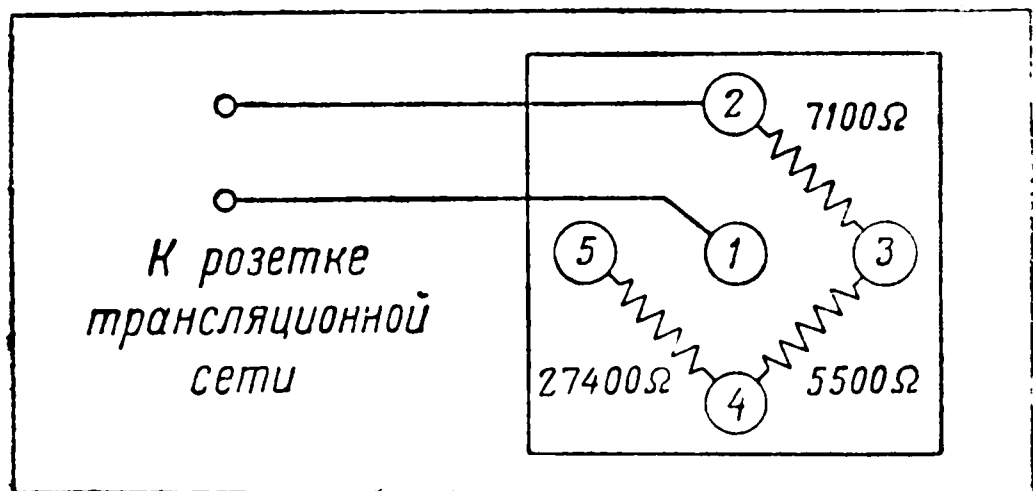 2
7100Ω
5
1
3
К розетке
трансляционной
сети
27400Ω
4
5500Ω